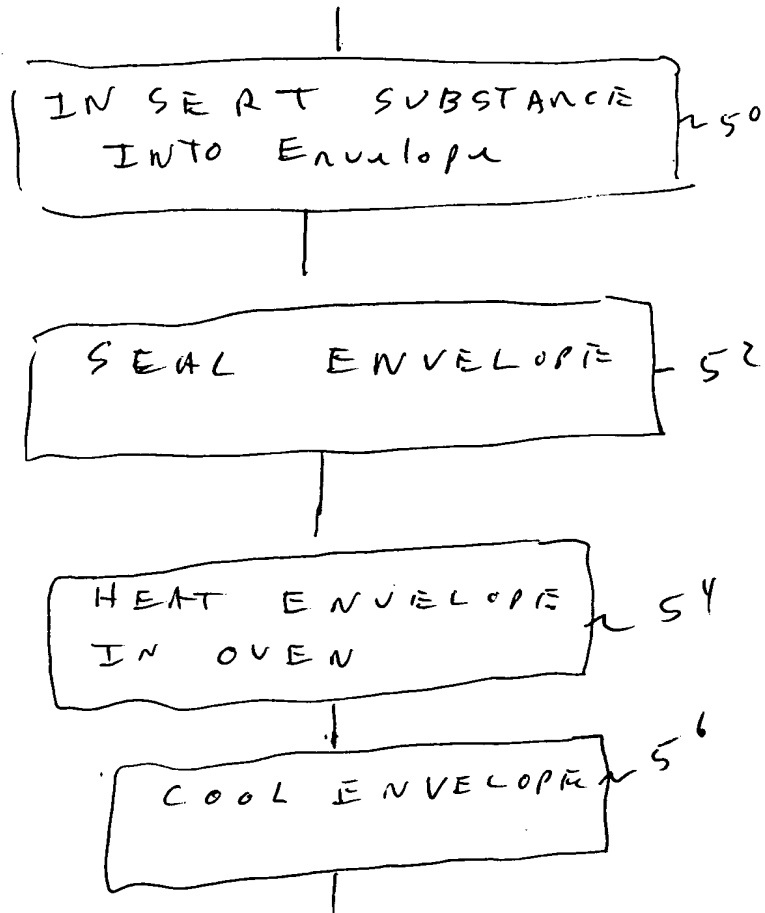 INSERT SUBSTANCE
INTO Envelope
50
SEAL ENVELOPE
52
HEAT ENVELOPE
54
IN OVEN
COOL ENVELOPE
56